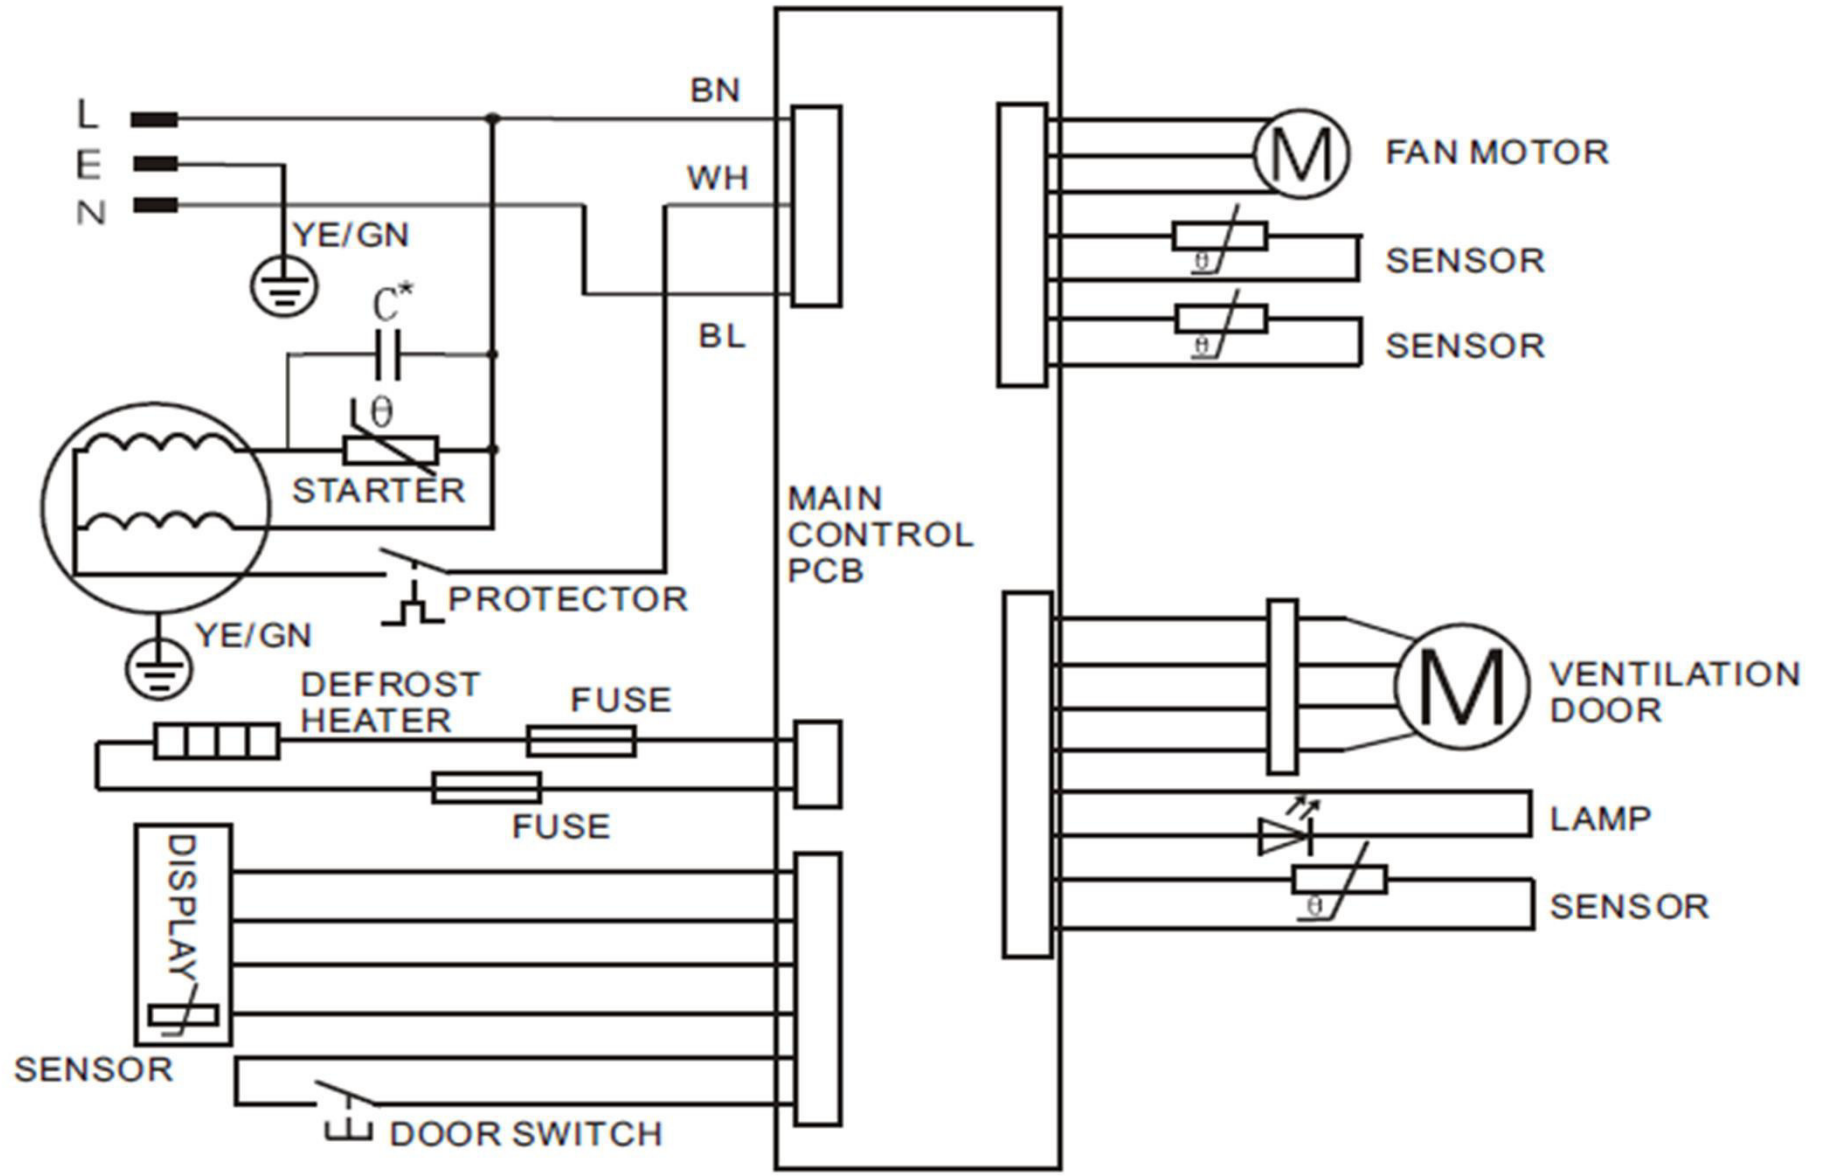 BN
L
FAN MOTOR
M
E
WH
N
YE/GN
SENSOR
θ
C*
BL
SENSOR
θ
θ
STARTER
MAIN
CONTROL
PCB
PROTECTOR
YE/GN
DEFROST
HEATER
FUSE
M
VENTILATION
DOOR
FUSE
LAMP
DISPLAY
θ
SENSOR
SENSOR
DOOR SWITCH